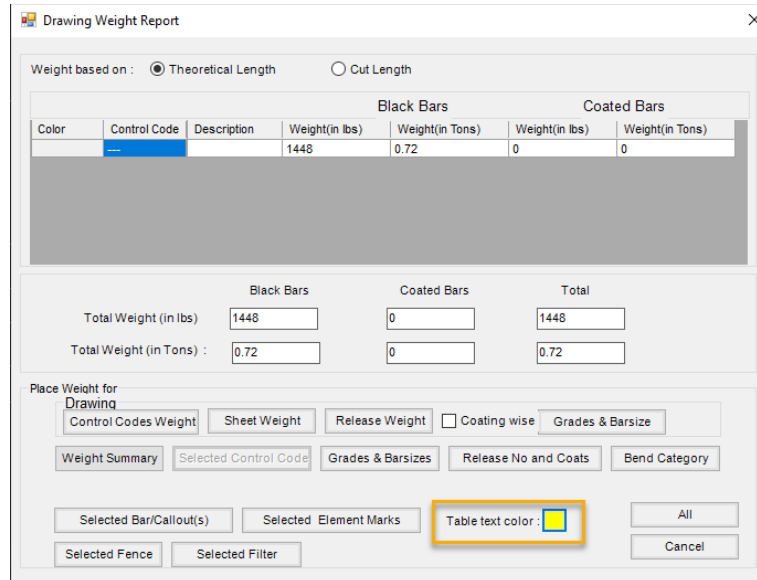 Drawing Weight Report
Weight based on : Theoretical Length Cut Length
Black Bars Coated Bars
Color Control Code Description Weight(in lbs) Weight(in Tons) Weight(in lbs) Weight(in Tons)
--- 1448 0.72 0 0
Black Bars Coated Bars Total
Total Weight (in lbs) 1448 0 1448
Total Weight (in Tons) : 0.72 0 0.72
Place Weight for
Drawing
Control Codes Weight Sheet Weight Release Weight Coating wise Grades & Barsize
Weight Summary Selected Control Code Grades & Barsizes Release No and Coats Bend Category
Selected Bar/Callout(s) Selected Element Marks Table text color : All
Selected Fence Selected Filter Cancel